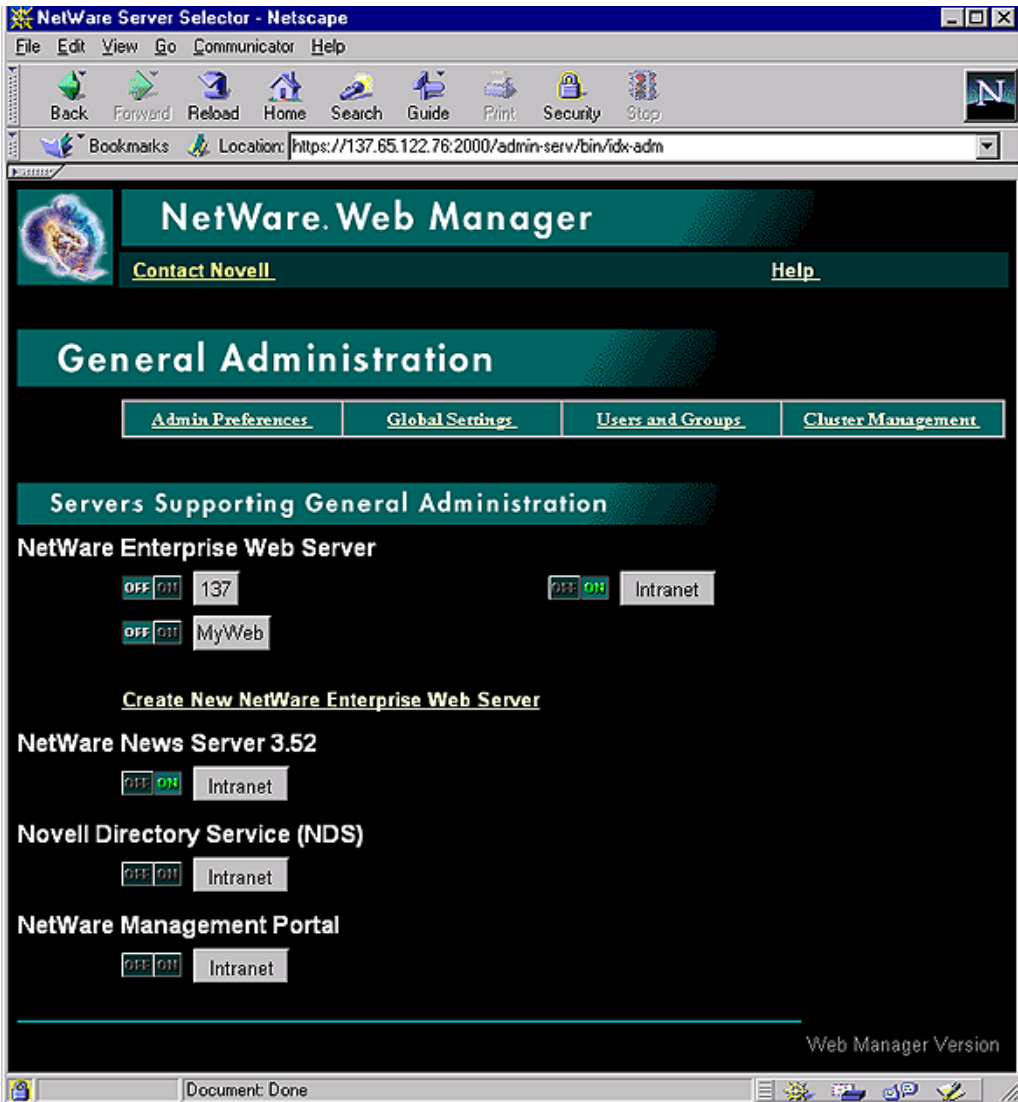 NetWare Server Selector - Netscape
File Edit View Go Communicator Help
Back Forward Reload Home Search Guide Print Security Stop
N
Bookmarks Location: https://137.65.122.76:2000/admin-serv/bin/idx-adm
NetWare. Web Manager
Contact Novell Help
General Administration
Admin Preferences Global Settings Users and Groups Cluster Management
Servers Supporting General Administration
NetWare Enterprise Web Server
OFF ON 137 OFF ON Intranet
OFF ON MyWeb
Create New NetWare Enterprise Web Server
NetWare News Server 3.52
OFF ON Intranet
Novell Directory Service (NDS)
OFF ON Intranet
NetWare Management Portal
OFF ON Intranet
Web Manager Version
Document: Done